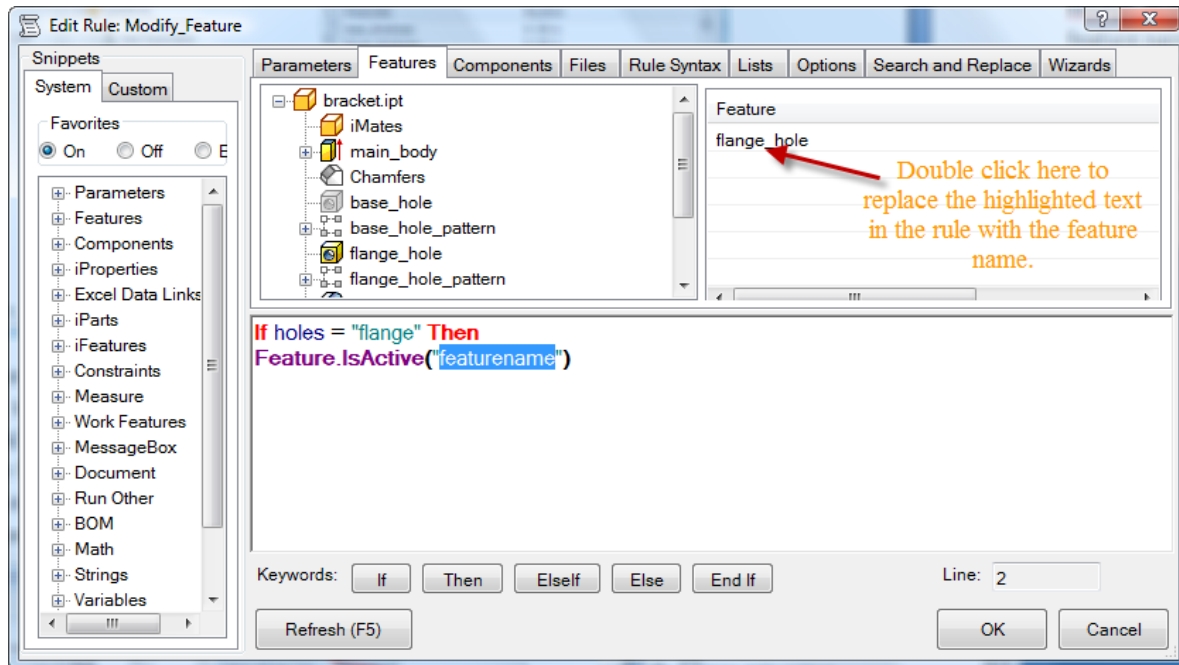 Edit Rule: Modify_Feature
Snippets
System Custom
Favorites
On Off E
Parameters
Features
Components
iProperties
Excel Data Links
iParts
iFeatures
Constraints
Measure
Work Features
MessageBox
Document
Run Other
BOM
Math
Strings
Variables
Parameters Features Components Files Rule Syntax Lists Options Search and Replace Wizards
bracket.ipt
iMates
main_body
Chamfers
base_hole
base_hole_pattern
flange_hole
flange_hole_pattern
Feature
flange_hole
Double click here to
replace the highlighted text
in the rule with the feature
name.
If holes = "flange" Then
Feature.IsActive("featurename")
Keywords: If Then ElseIf Else End If Line: 2
Refresh (F5) OK Cancel